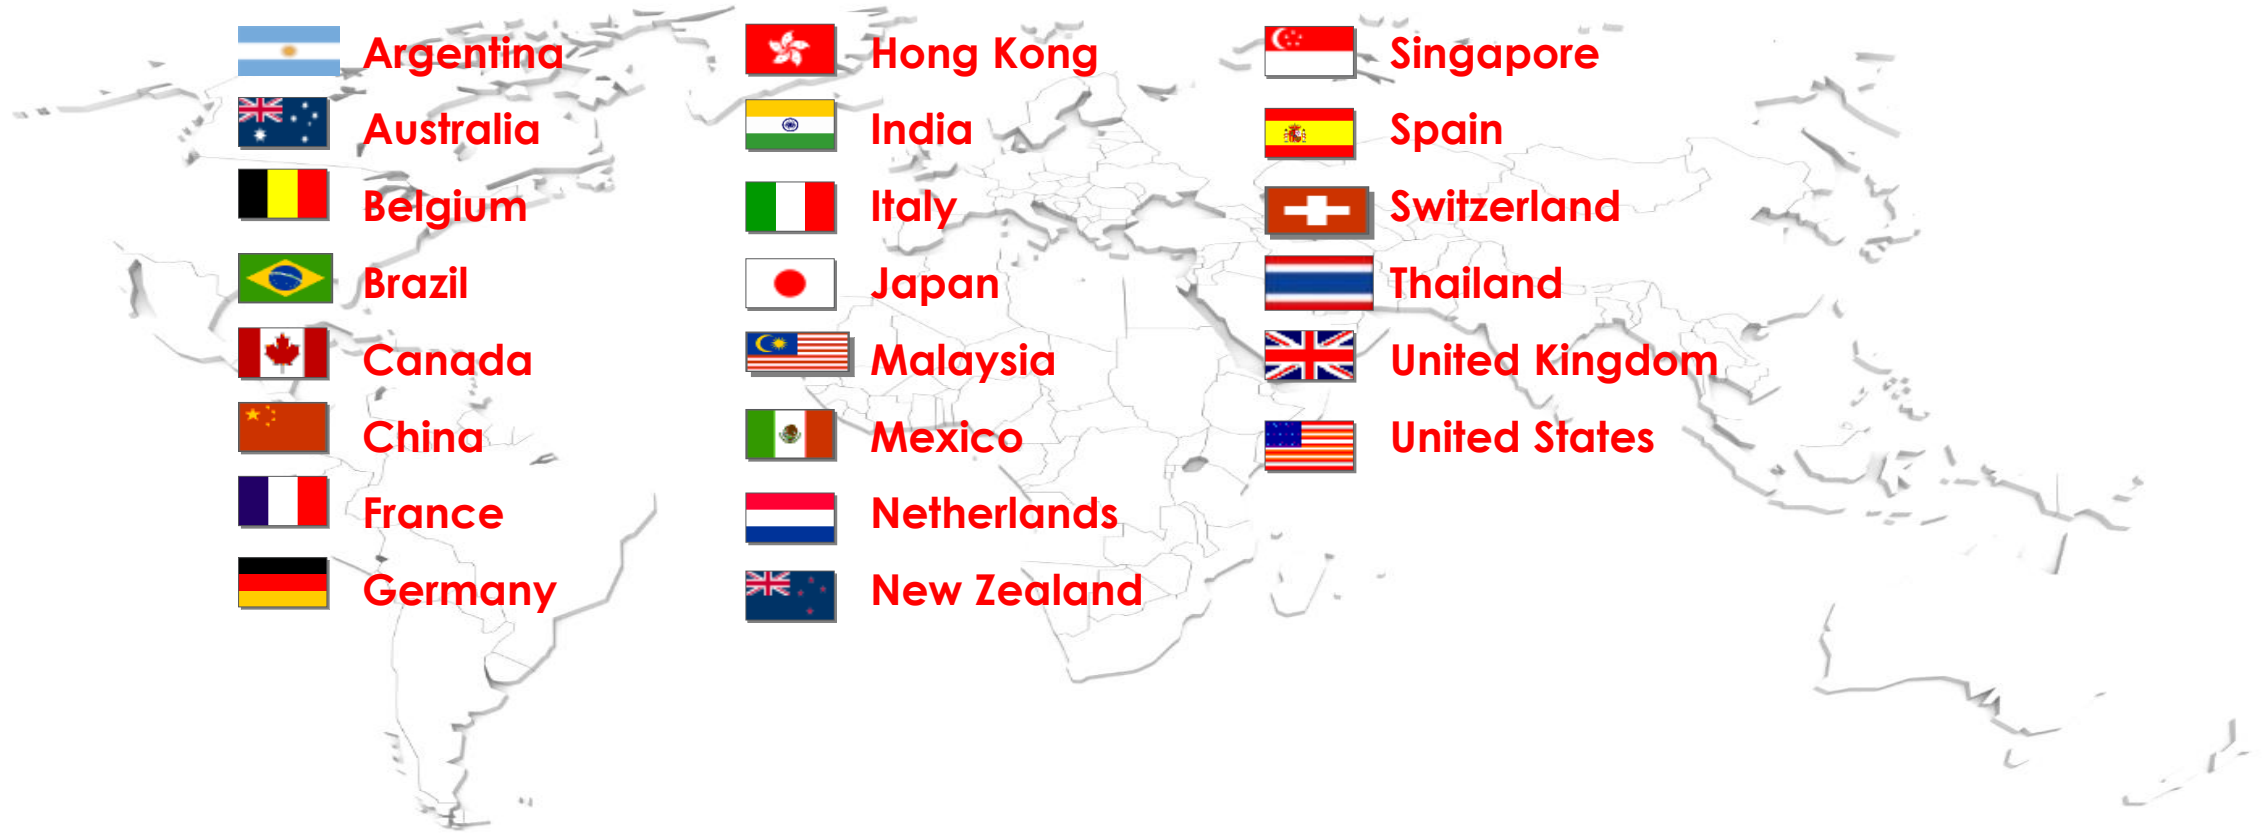 Argentina
Australia
Belgium
Brazil
Canada
China
France
Germany
Hong Kong
India
Italy
Japan
Malaysia
Mexico
Netherlands
New Zealand
Singapore
Spain
Switzerland
Thailand
United Kingdom
United States